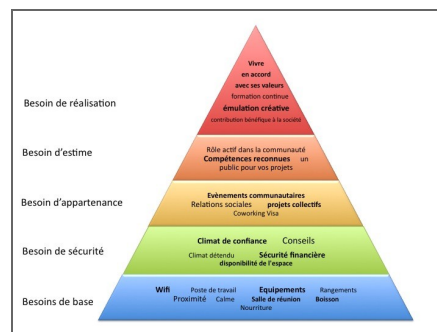 Vivre
en accord
avec ses valeurs
formation continue
émulation créative
contribution bénéfique à la société
Besoin de réalisation
Besoin d'estime
Rôle actif dans la communauté
Compétences reconnues un
public pour vos projets
Besoin d'appartenance
Evènements communautaires
Relations sociales projets collectifs
Coworking Visa
Besoin de sécurité
Climat de confiance Conseils
Climat détendu Sécurité financière
disponibilité de l'espace
Besoins de base
Wifi Poste de travail Equipements Rangements
Proximité Calme Salle de réunion Boisson
Nourriture